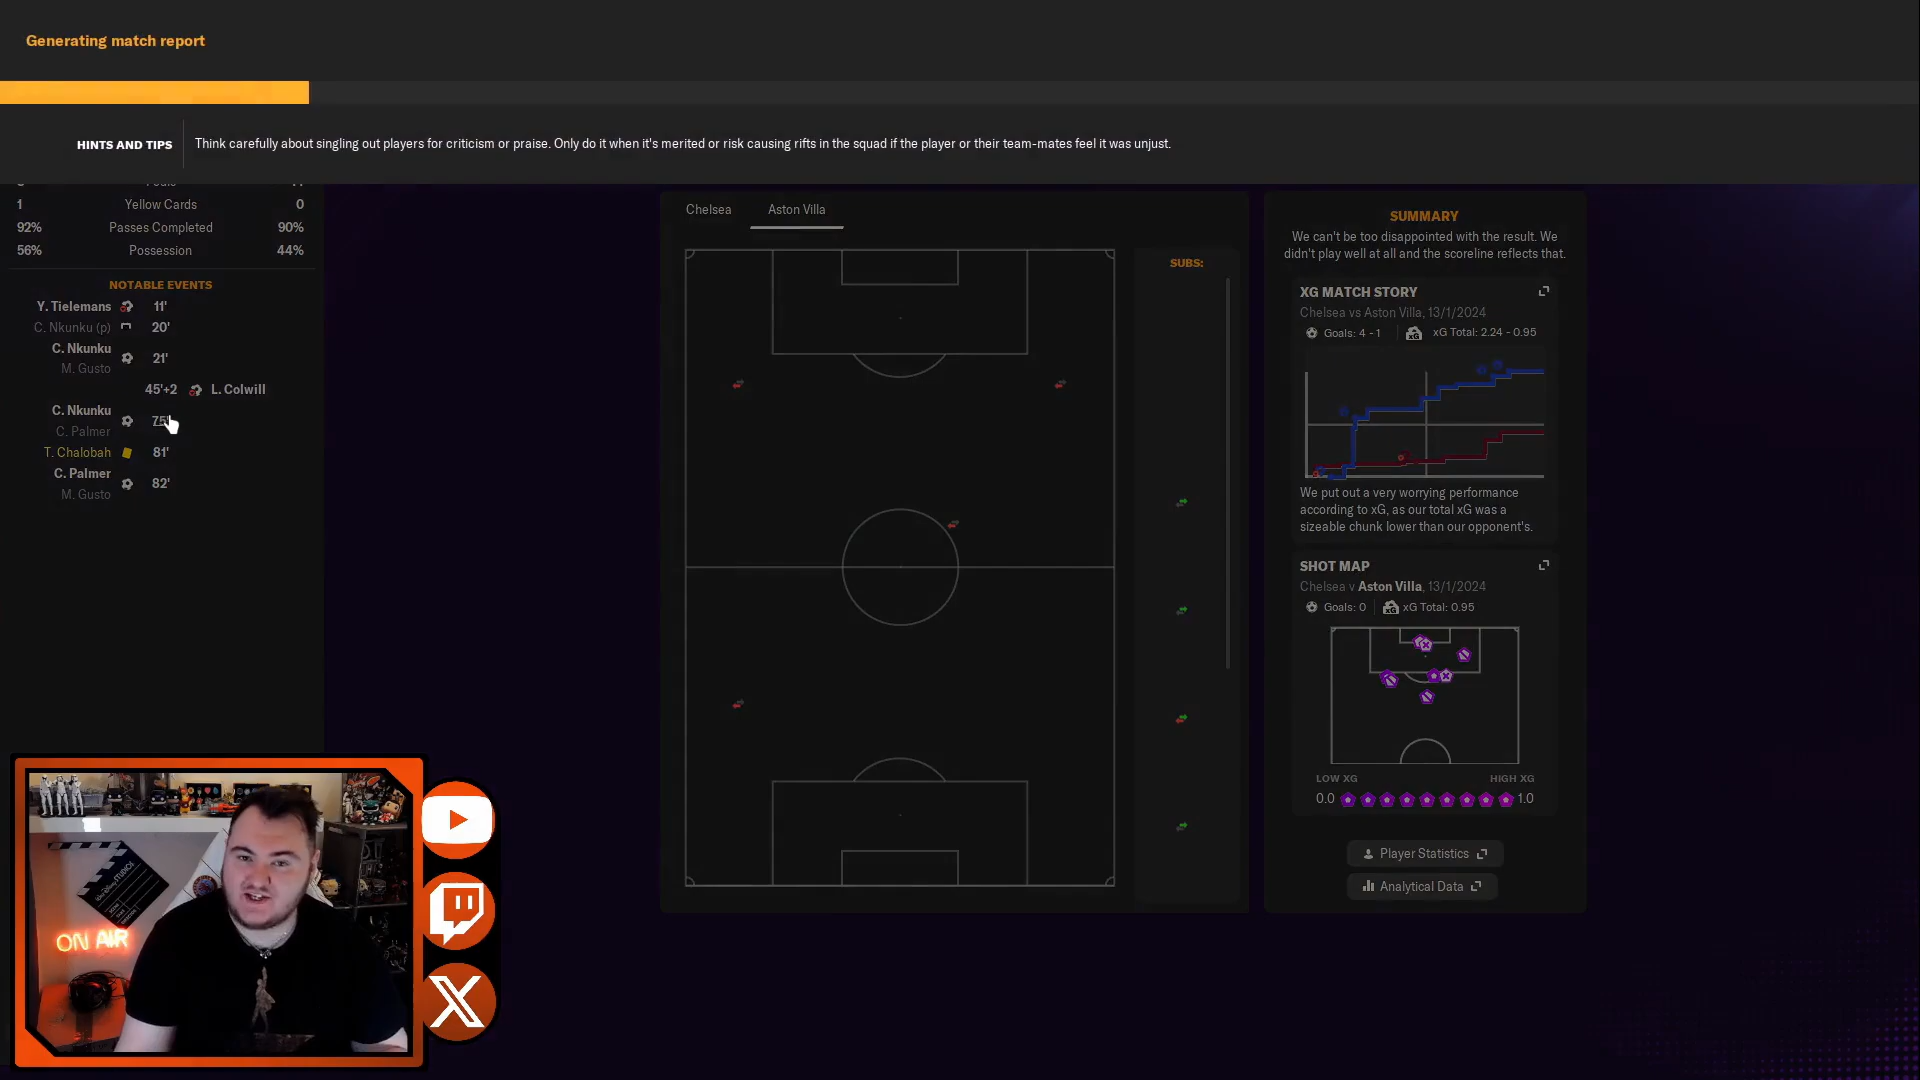 Generating match report
HINTS AND TIPS
Think carefully about singling out players for criticism or praise. Only do it when it's merited or risk causing rifts in the squad if the player or their team-mates feel it was unjust.
1 Yellow Cards 0
92% Passes Completed 90%
56% Possession 44%
NOTABLE EVENTS
Y. Tielemans 11'
C. Nkunku (p) 20'
C. Nkunku 21'
M. Gusto
45'+2 L. Colwill
C. Nkunku 75'
C. Palmer
T. Chalobah 81'
C. Palmer 82'
M. Gusto
Chelsea
Aston Villa
SUBS:
SUMMARY
We can't be too disappointed with the result. We
didn't play well at all and the scoreline reflects that.
XG MATCH STORY
Chelsea vs Aston Villa, 13/1/2024
Goals: 4 - 1 xG xG Total: 2.24 - 0.95
We put out a very worrying performance
according to xG, as our total xG was a
sizeable chunk lower than our opponent's.
SHOT MAP
Chelsea v Aston Villa, 13/1/2024
Goals: 0 xG xG Total: 0.95
LOW XG HIGH XG
0.0 1.0
Player Statistics
Analytical Data
ON AIR